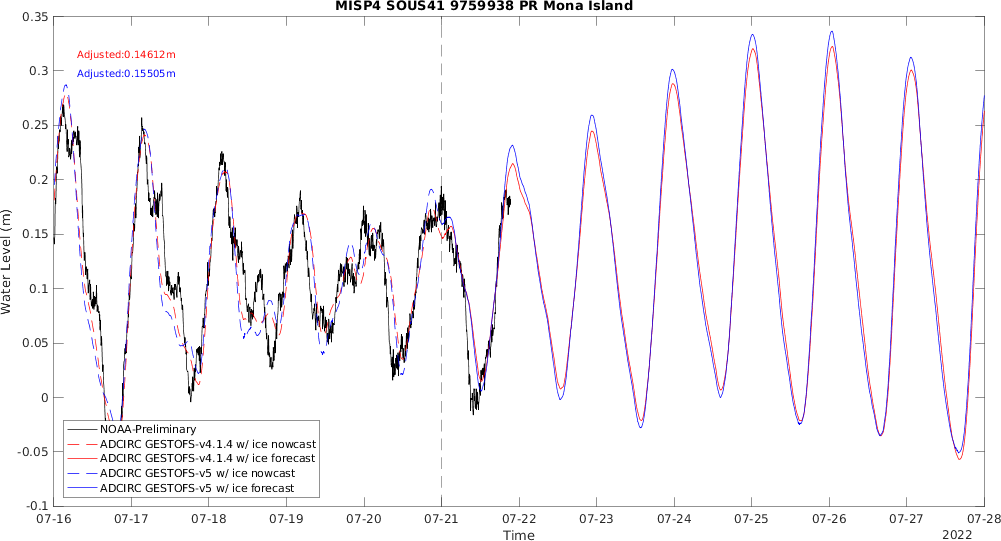 MISP4 SOUS41 9759938 PR Mona Island
0.35
0.3
0.25
0.2
0.15
0.1
0.05
0
-0.05
-0.1
Water Level (m)
Adjusted:0.14612m
Adjusted:0.15505m
NOAA-Preliminary
ADCIRC GESTOFS-v4.1.4 w/ ice nowcast
ADCIRC GESTOFS-v4.1.4 w/ ice forecast
ADCIRC GESTOFS-v5 w/ ice nowcast
ADCIRC GESTOFS-v5 w/ ice forecast
07-16 07-17 07-18 07-19 07-20 07-21 07-22 07-23 07-24 07-25 07-26 07-27 07-28
Time
2022